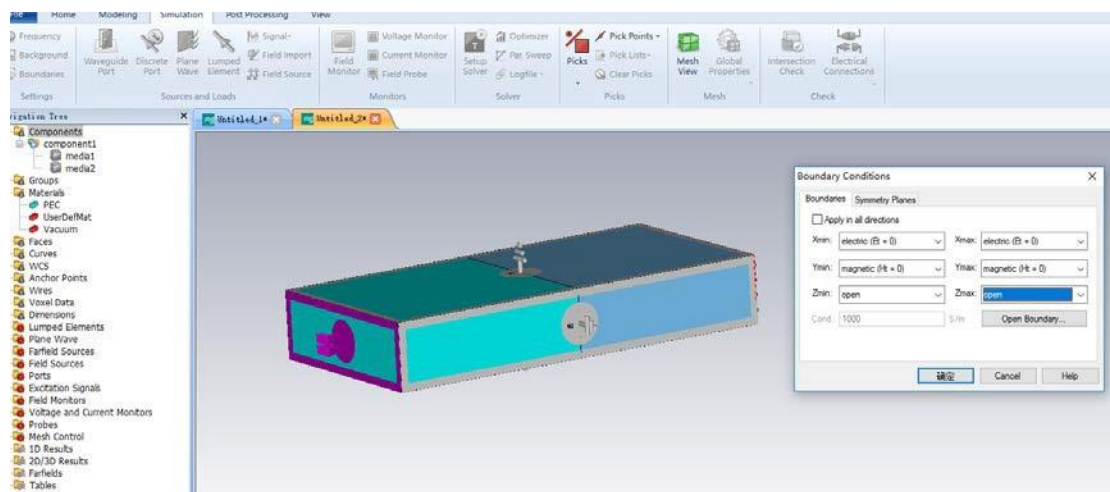 File Home Modeling Simulation Post Processing View
Frequency
Background
Boundaries
Settings
Waveguide Port
Discrete Port
Plane Wave
Lumped Element
Signal
Field Import
Field Source
Sources and Loads
Field Monitor
Voltage Monitor
Current Monitor
Field Probe
Monitors
Setup Solver
Optimizer
Par Sweep
Logfile
Solver
Picks
Pick Points
Pick Lists
Clear Picks
Picks
Mesh View
Global Properties
Mesh
Intersection Check
Electrical Connections
Check
vigation Tree
Untitled_1* Untitled_2*
Components
component1
media1
media2
Groups
Materials
PEC
UserDefMat
Vacuum
Faces
Curves
WCS
Anchor Points
Wires
Voxel Data
Dimensions
Lumped Elements
Plane Wave
Farfield Sources
Field Sources
Ports
Excitation Signals
Field Monitors
Voltage and Current Monitors
Probes
Mesh Control
1D Results
2D/3D Results
Farfields
Tables
Boundary Conditions
Boundaries Symmetry Planes
Apply in all directions
Xmin: electric (Et = 0) Xmax: electric (Et = 0)
Ymin: magnetic (Ht = 0) Ymax: magnetic (Ht = 0)
Zmin: open Zmax: open
Cond: 1000 S/m Open Boundary...
确定 Cancel Help